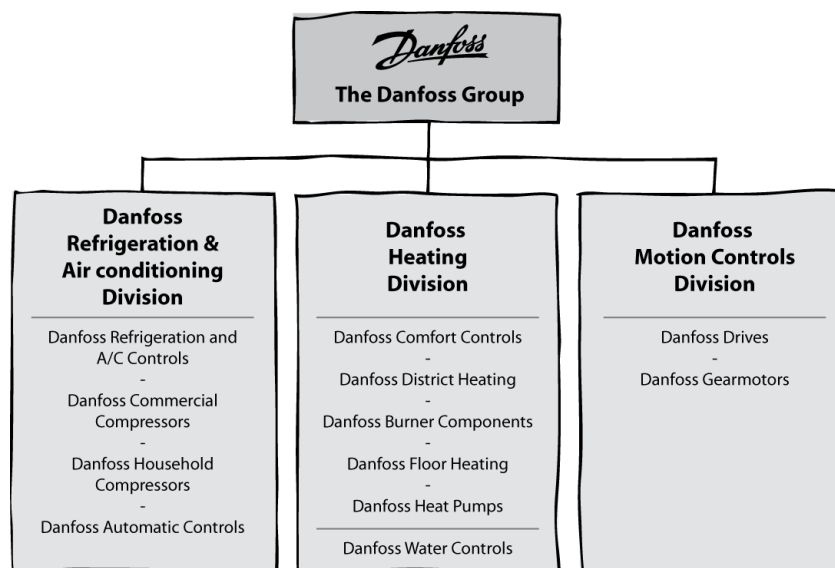 Danfoss
The Danfoss Group
Danfoss
Refrigeration &
Air conditioning
Division
Danfoss Refrigeration and
A/C Controls
-
Danfoss Commercial
Compressors
-
Danfoss Household
Compressors
-
Danfoss Automatic Controls
Danfoss
Heating
Division
Danfoss Comfort Controls
-
Danfoss District Heating
-
Danfoss Burner Components
-
Danfoss Floor Heating
-
Danfoss Heat Pumps
Danfoss Water Controls
Danfoss
Motion Controls
Division
Danfoss Drives
-
Danfoss Gearmotors